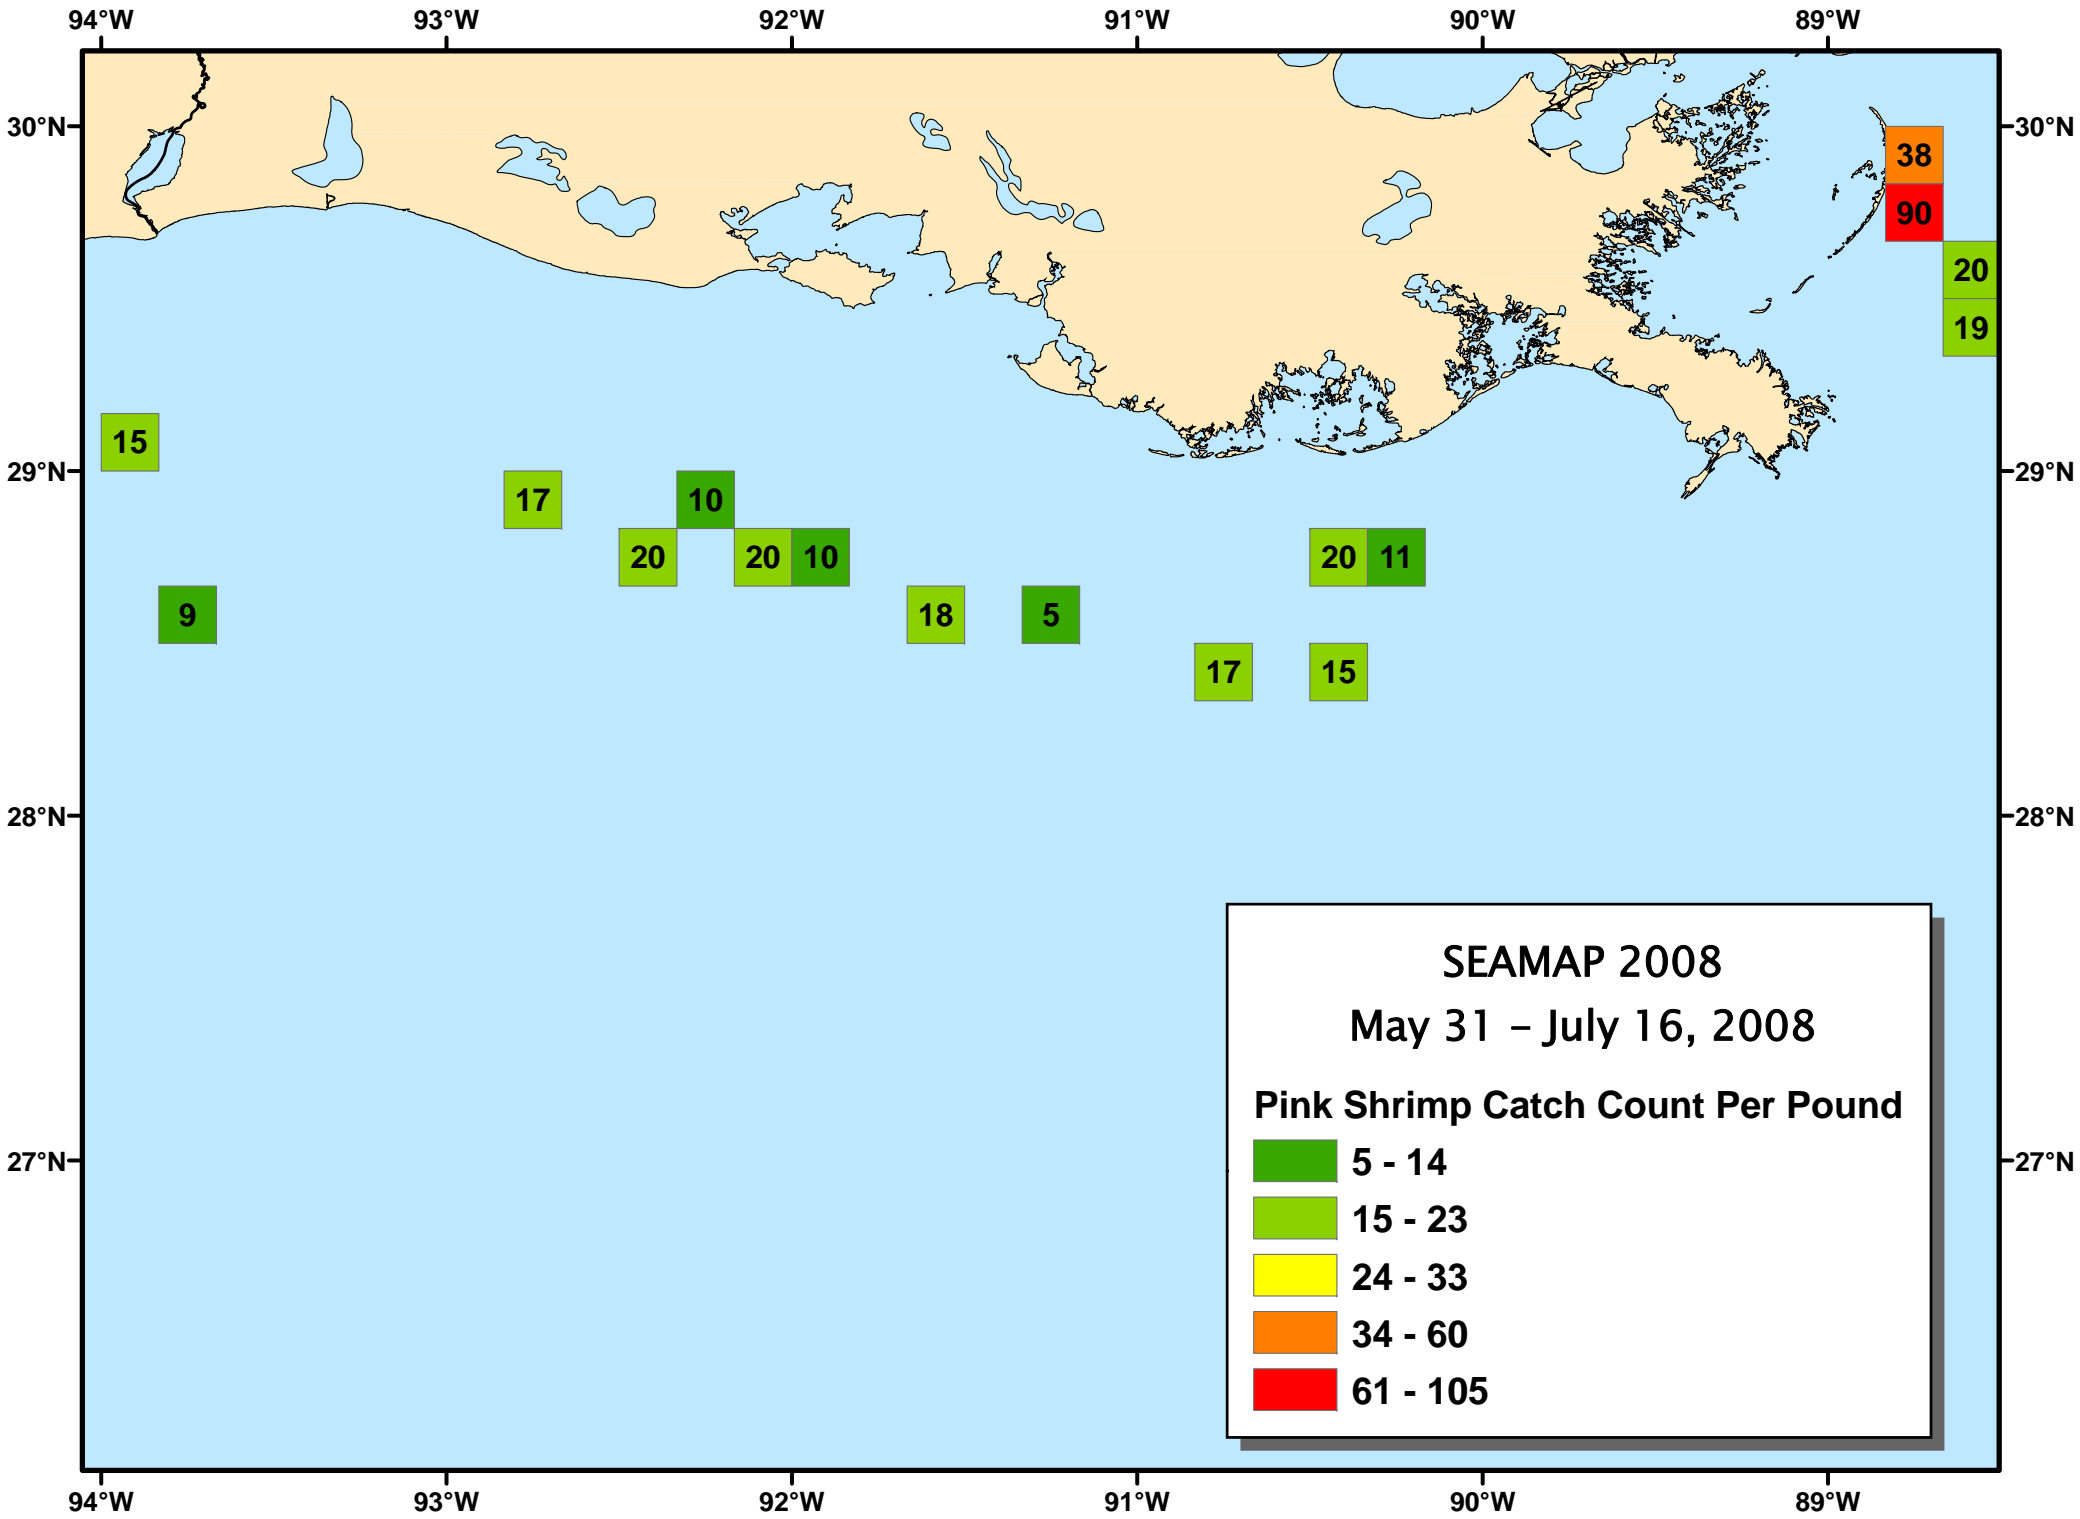 94°W 93°W 92°W 91°W 90°W 89°W
30°N 30°N
38
90
20
19
15
29°N 29°N
17 10
20 20 10 20 11
9 18 5
17 15
28°N 28°N
SEAMAP 2008
May 31 – July 16, 2008
Pink Shrimp Catch Count Per Pound
5 - 14
27°N 27°N
15 - 23
24 - 33
34 - 60
61 - 105
94°W 93°W 92°W 91°W 90°W 89°W